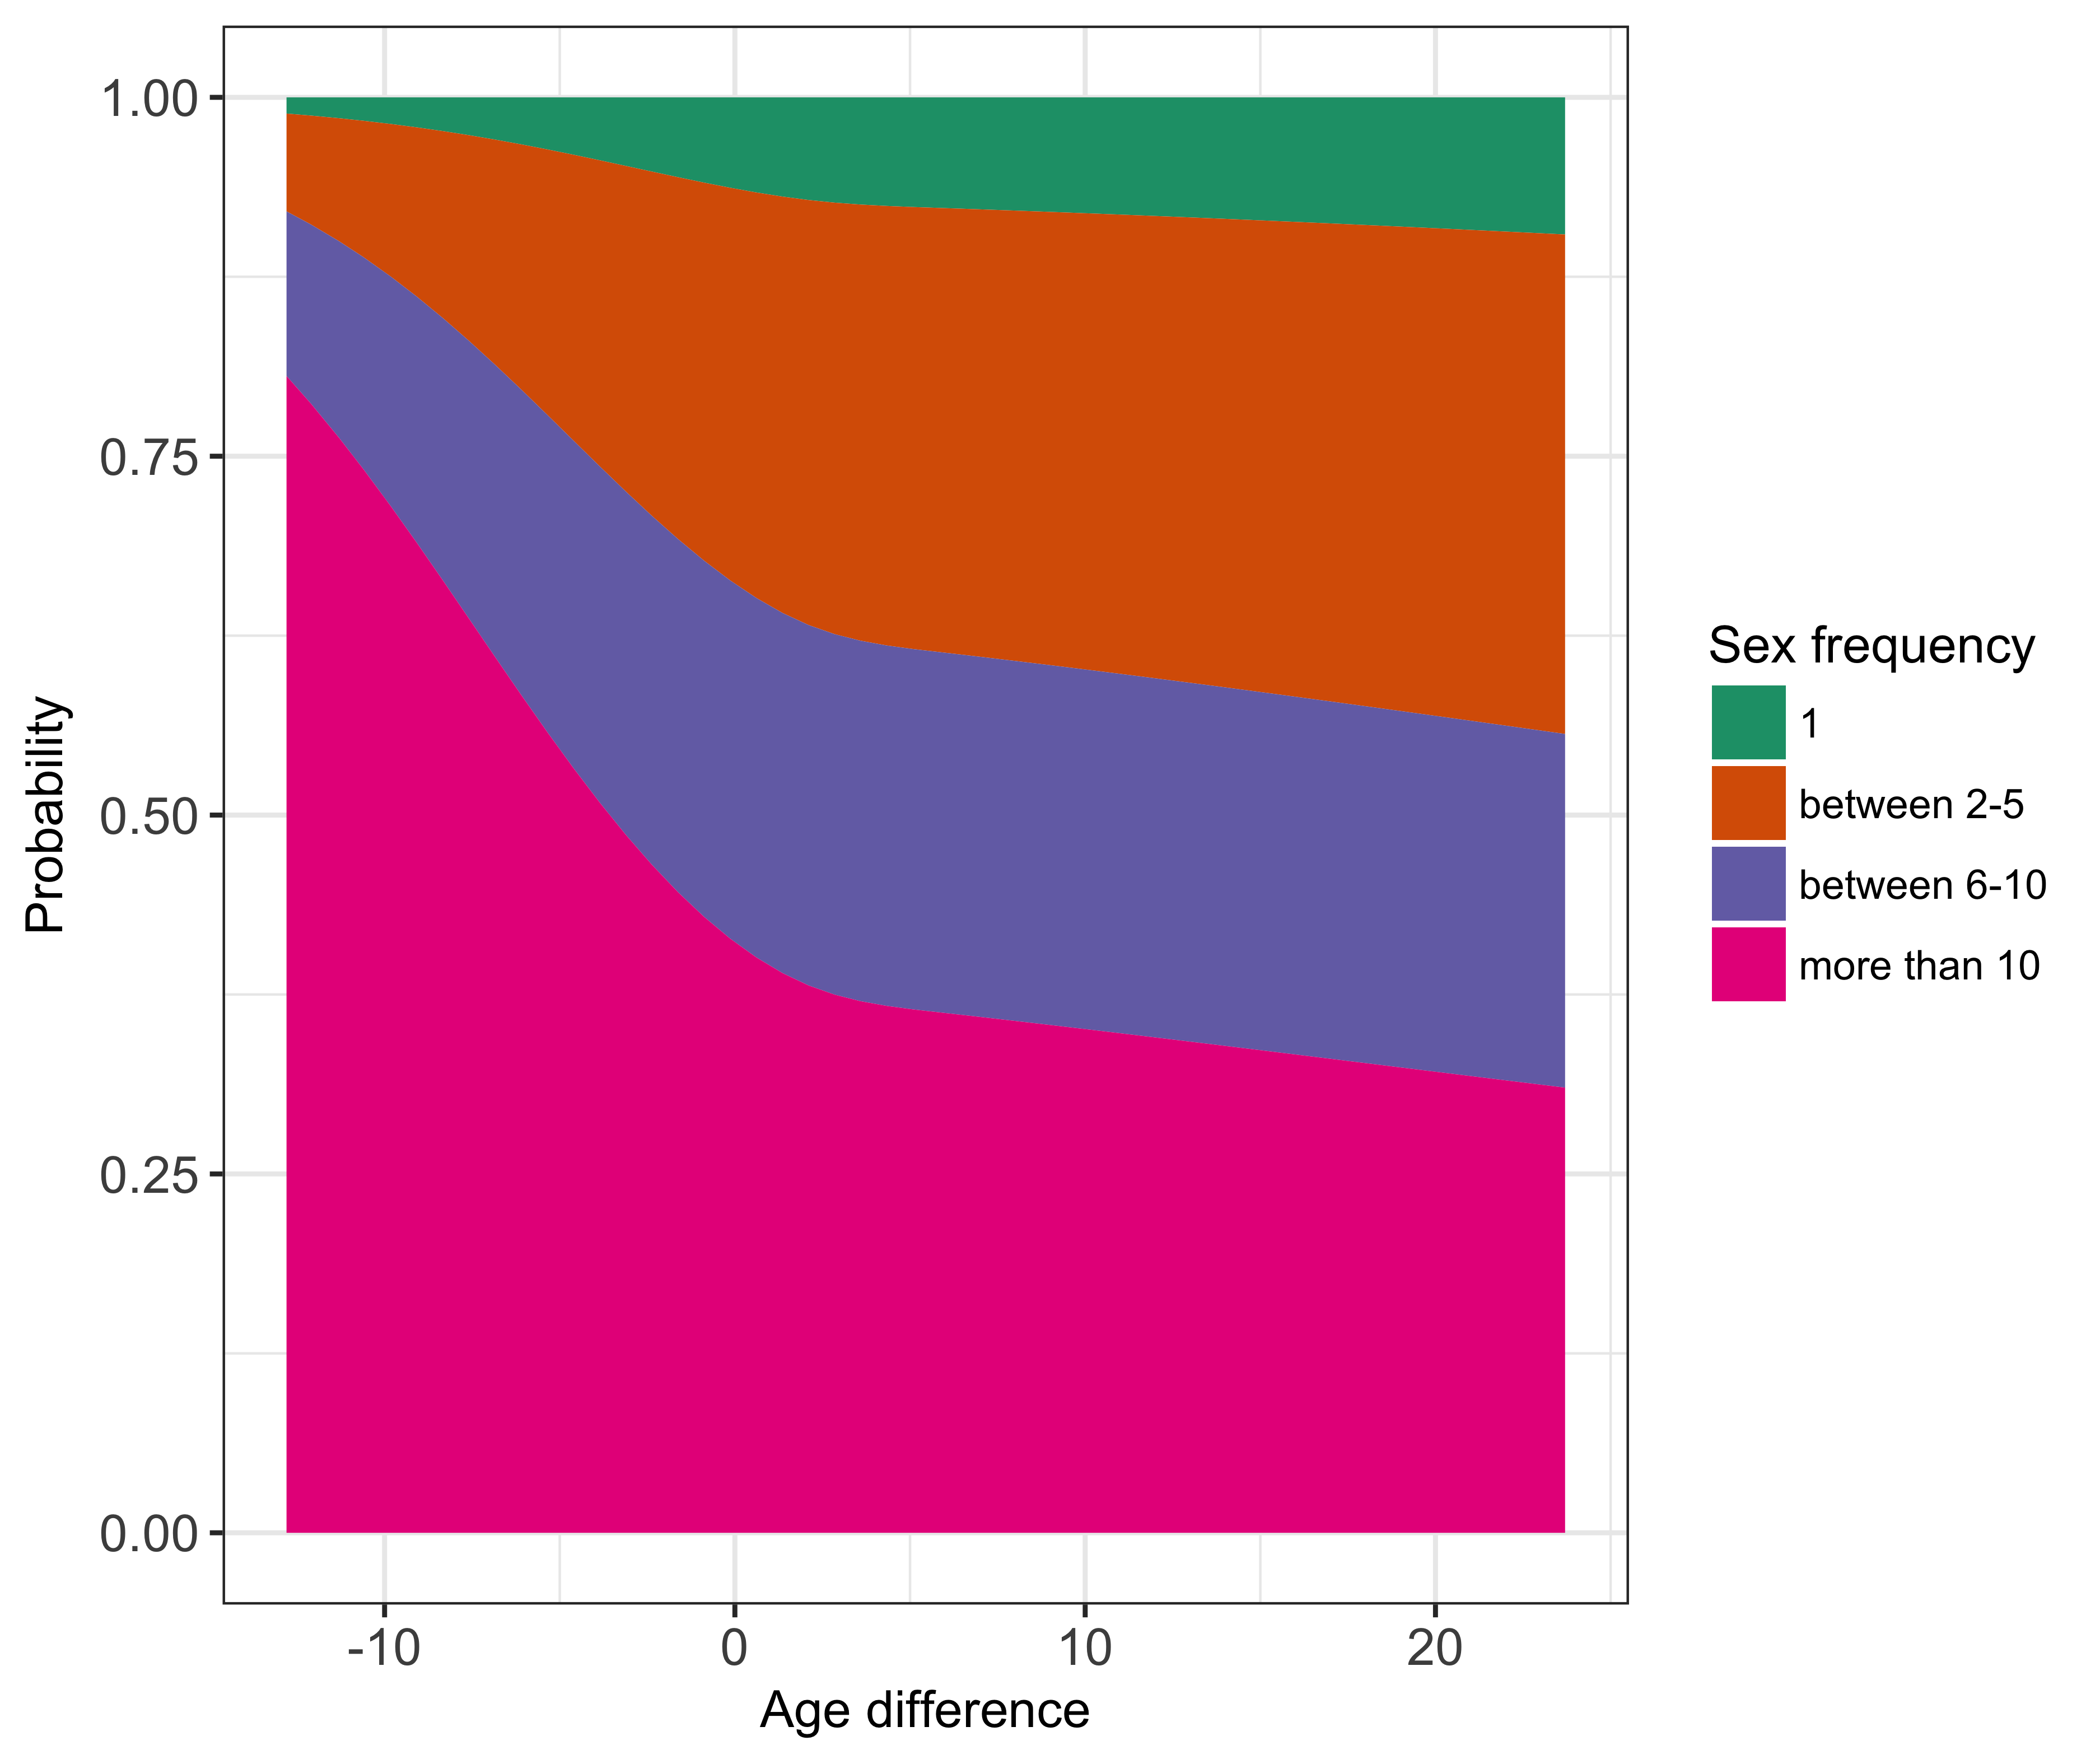 1.00
0.75
0.50
0.25
0.00
Probability
-10 0 10 20
Age difference
Sex frequency
1
between 2-5
between 6-10
more than 10